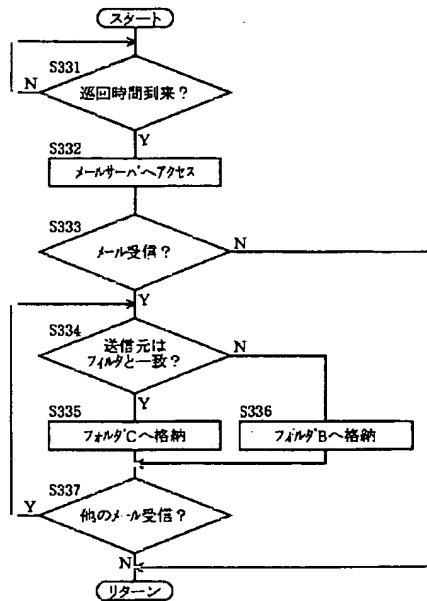 スタート
S331
巡回時間到来?
N
Y
S332
メールサーバへアクセス
S333
メール受信?
N
Y
S334
送信元は
フィルタと一致?
N
Y
S335
フォルダCへ格納
S336
フォルダBへ格納
S337
他のメール受信?
Y
N
リターン